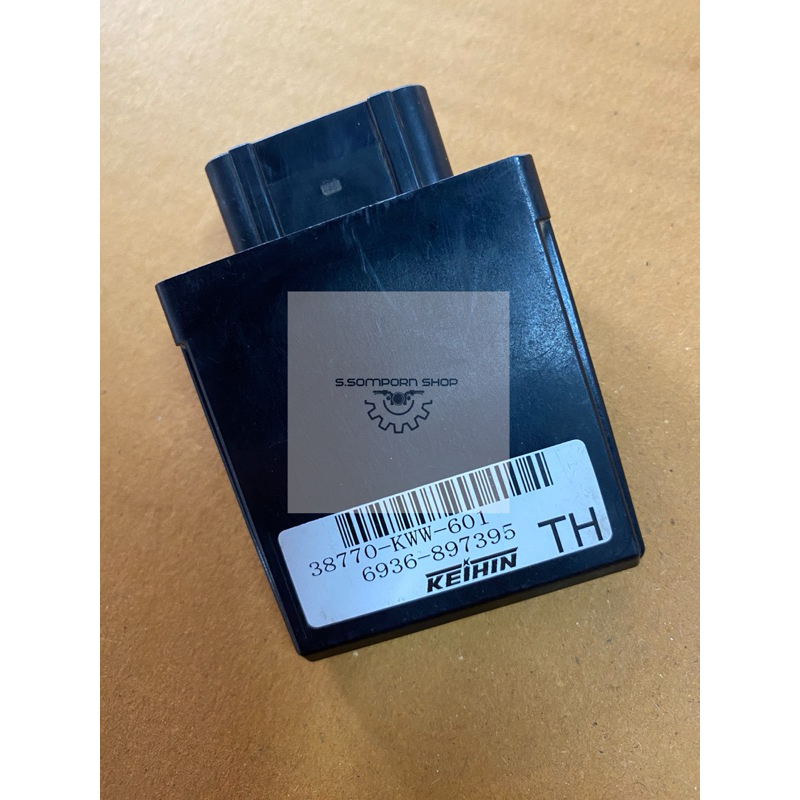 S.SOMPORN SHOP
38770-KWW-601
6936-897395
KEIHIN
TH